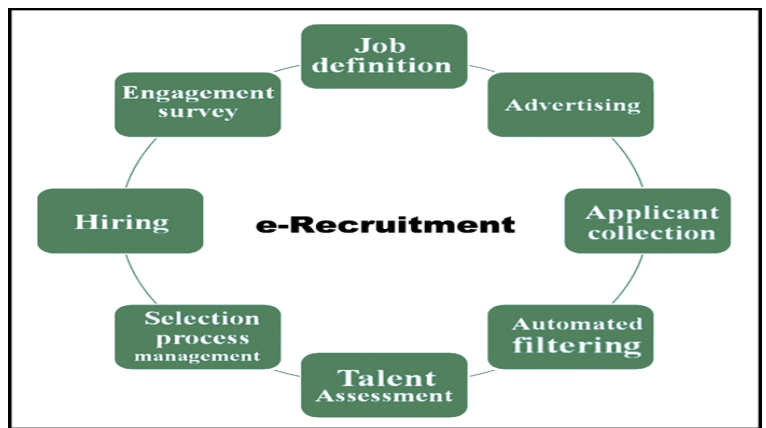 Job
definition
Advertising
Applicant
collection
Automated
filtering
Talent
Assessment
Selection
process
management
Hiring
Engagement
survey
e-Recruitment